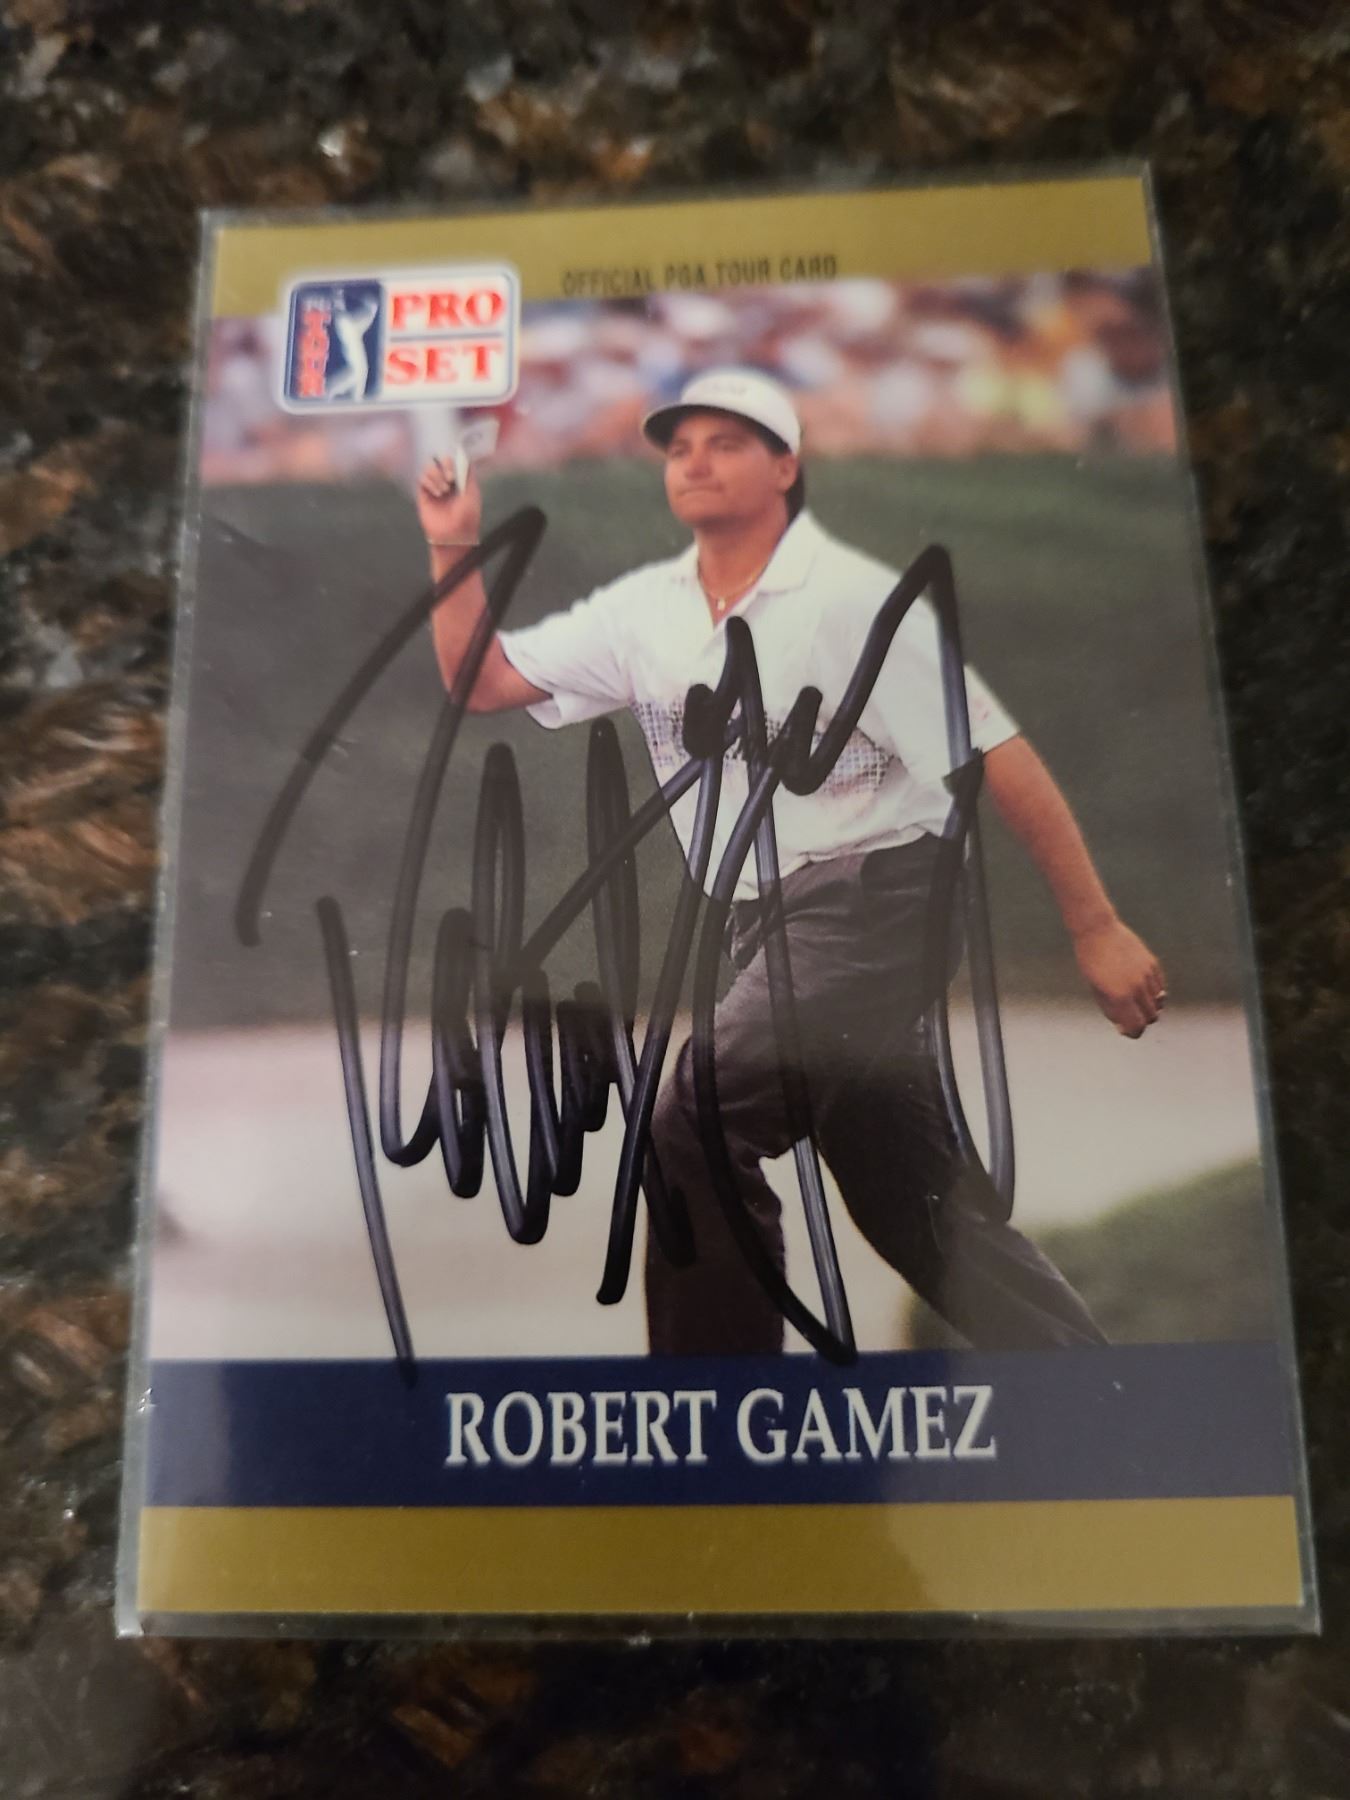 OFFICIAL PGA TOUR CARD
PGA TOUR
PRO
SET
ROBERT GAMEZ